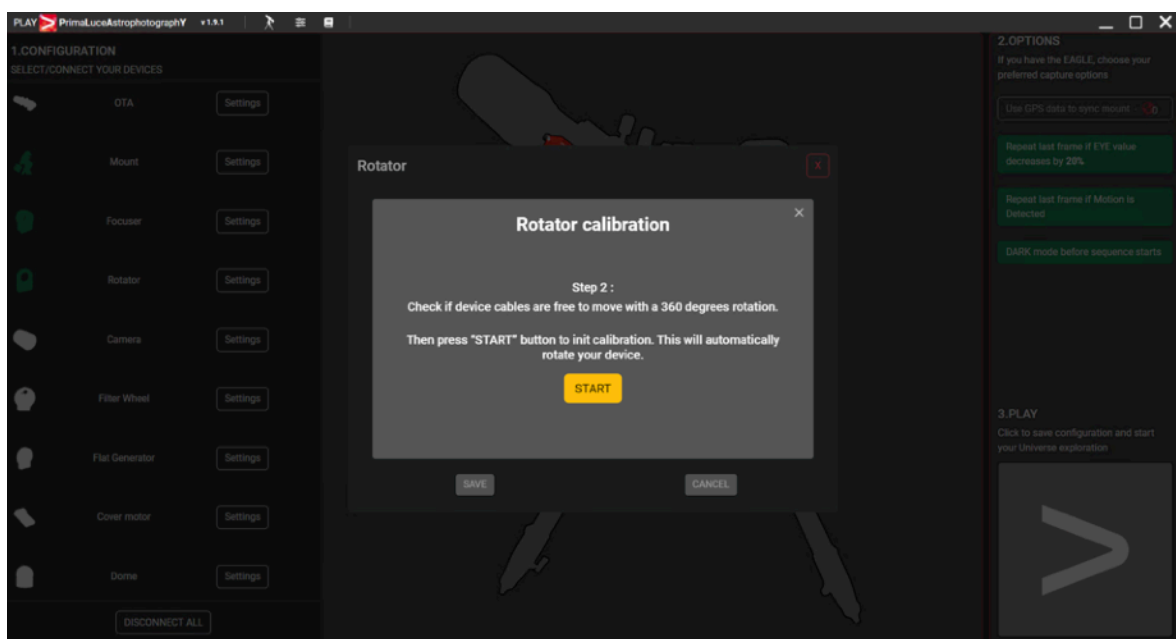 PLAY PrimaLuceAstrophotographY v1.9.1
1.CONFIGURATION
SELECT/CONNECT YOUR DEVICES
OTA Settings
Mount Settings
Focuser Settings
Rotator Settings
Camera Settings
Filter Wheel Settings
Flat Generator Settings
Cover motor Settings
Dome Settings
DISCONNECT ALL
Rotator X
Rotator calibration
Step 2 :
Check if device cables are free to move with a 360 degrees rotation.
Then press "START" button to init calibration. This will automatically
rotate your device.
START
SAVE CANCEL
2.OPTIONS
If you have the EAGLE, choose your
preferred capture options
Use GPS data to sync mount
Repeat last frame if EYE value
decreases by 20%
Repeat last frame if Motion is
Detected
DARK mode before sequence starts
3.PLAY
Click to save configuration and start
your Universe exploration